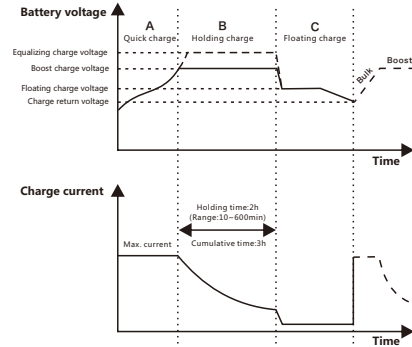 Battery voltage
A
B
C
Quick charge
Holding charge
Floating charge
Equalizing charge voltage
Boost charge voltage
Floating charge voltage
Charge return voltage
Bulk
Boost
Time
Charge current
Holding time:2h
(Range:10~600min)
Cumulative time:3h
Max. current
Time